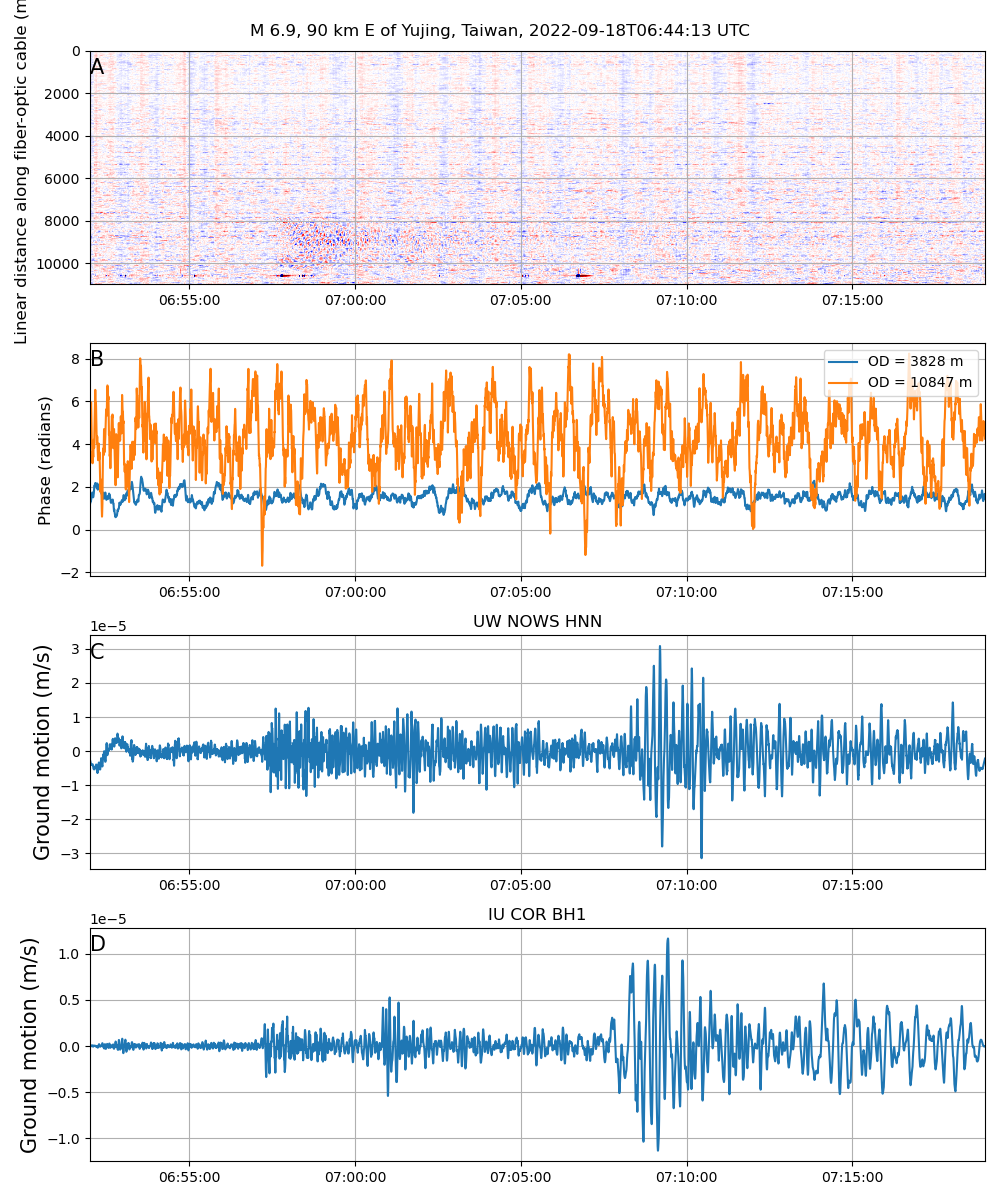 M 6.9, 90 km E of Yujing, Taiwan, 2022-09-18T06:44:13 UTC
A
Linear distance along fiber-optic cable (m
0
2000
4000
6000
8000
10000
06:55:00 07:00:00 07:05:00 07:10:00 07:15:00
B
Phase (radians)
8
6
4
2
0
−2
OD = 3828 m
OD = 10847 m
06:55:00 07:00:00 07:05:00 07:10:00 07:15:00
UW NOWS HNN
1e−5
C
Ground motion (m/s)
3
2
1
0
−1
−2
−3
06:55:00 07:00:00 07:05:00 07:10:00 07:15:00
IU COR BH1
1e−5
D
Ground motion (m/s)
1.0
0.5
0.0
−0.5
−1.0
06:55:00 07:00:00 07:05:00 07:10:00 07:15:00